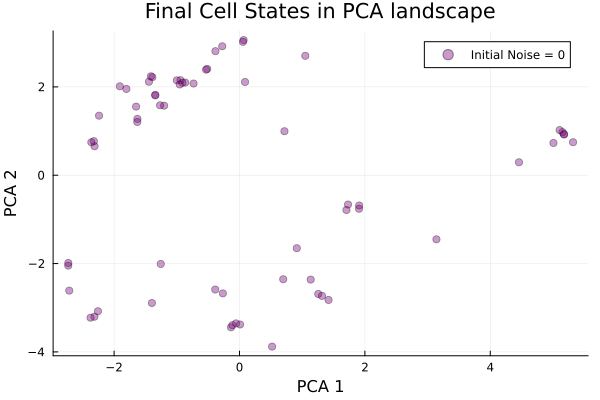 Final Cell States in PCA landscape
Initial Noise = 0
2
0
−2
−4
PCA 2
−2
0
2
4
PCA 1